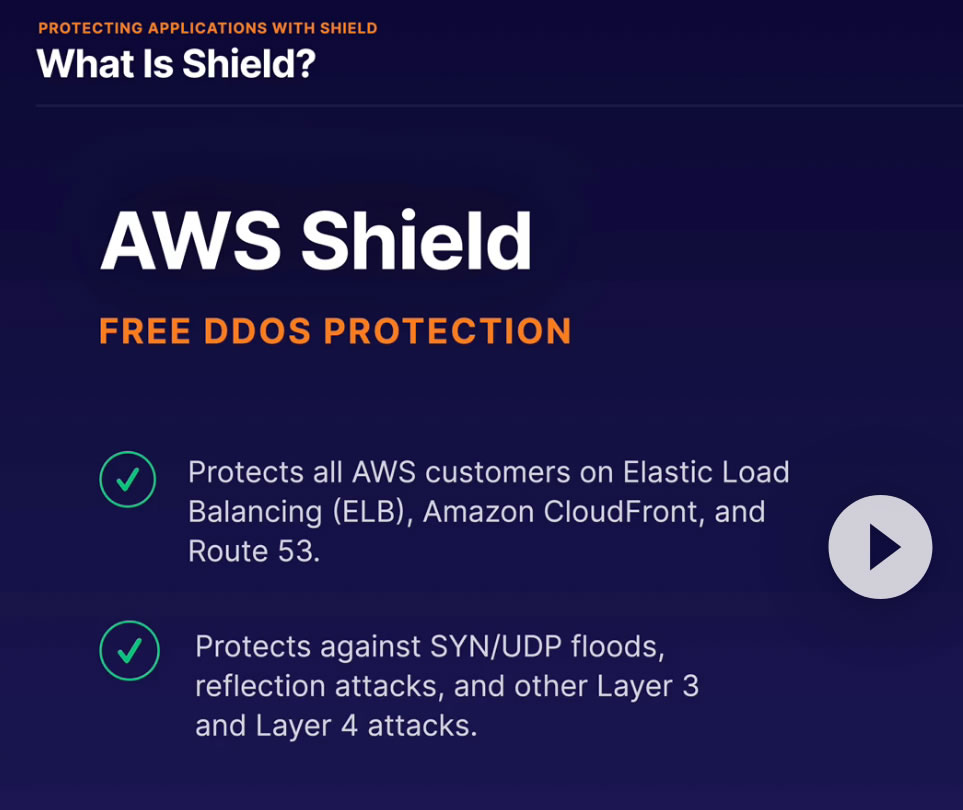 PROTECTING APPLICATIONS WITH SHIELD
What Is Shield?
AWS Shield
FREE DDOS PROTECTION
Protects all AWS customers on Elastic Load
Balancing (ELB), Amazon CloudFront, and
Route 53.
Protects against SYN/UDP floods,
reflection attacks, and other Layer 3
and Layer 4 attacks.